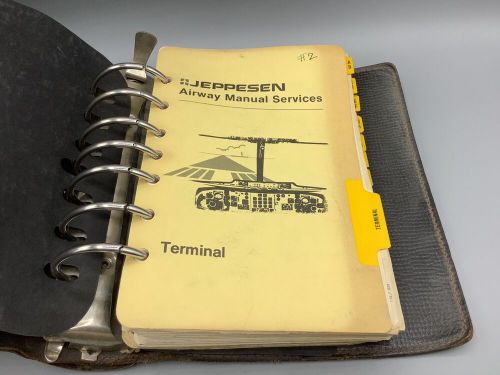 #2
JEPPESEN
Airway Manual Services
Terminal
TERMINAL